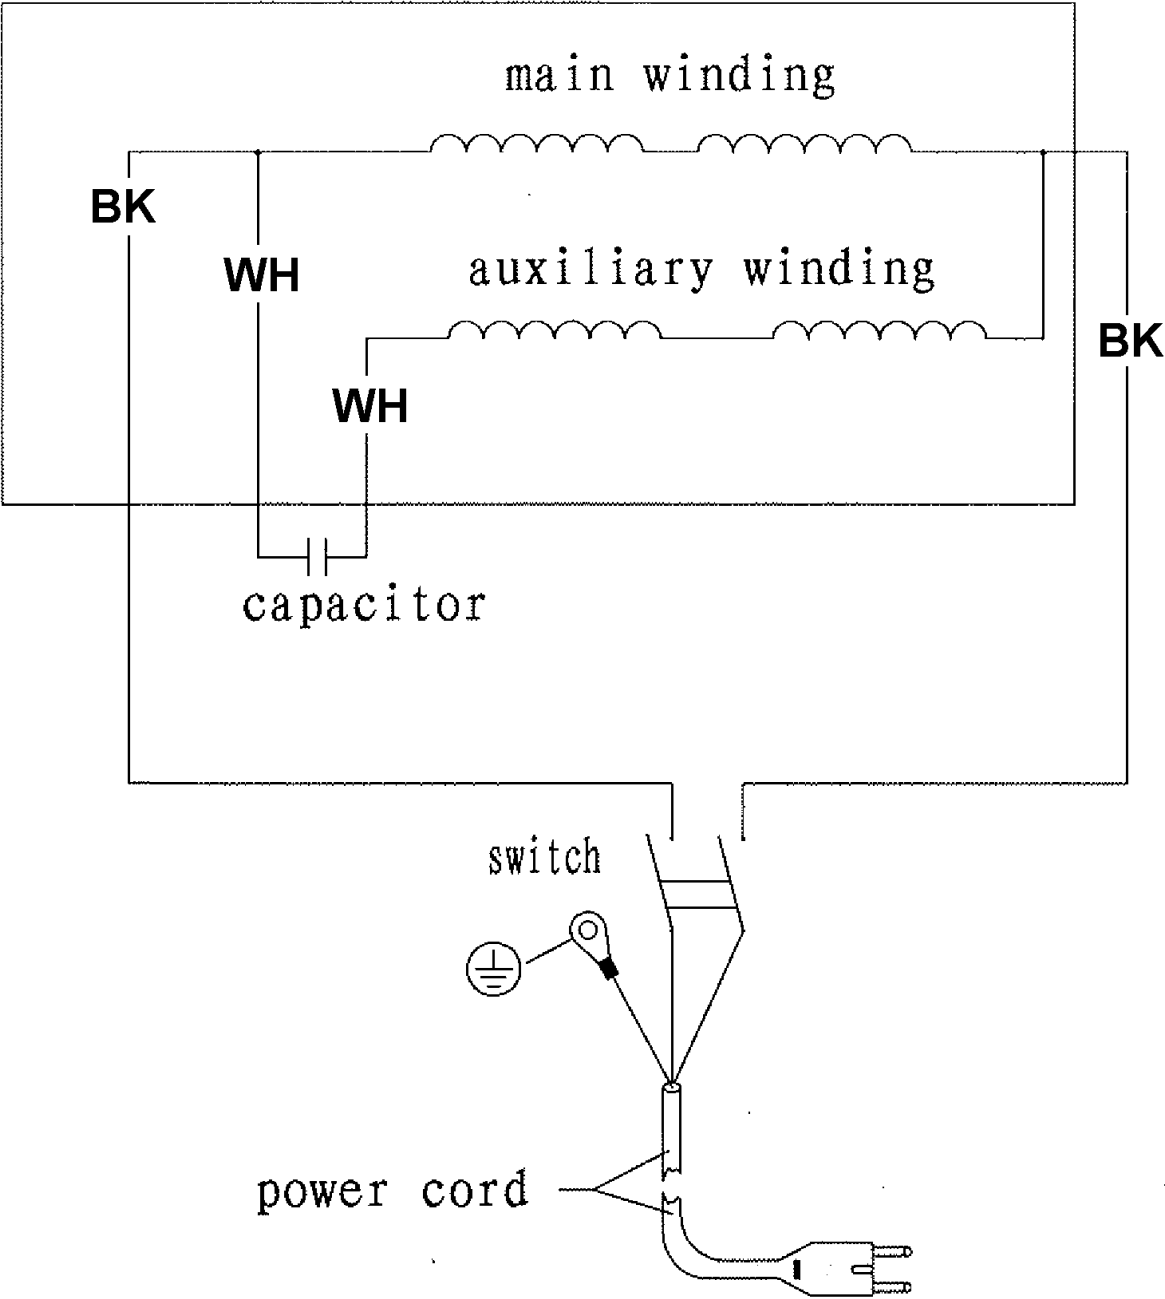 main winding
BK
WH
auxiliary winding
BK
WH
capacitor
switch
power cord